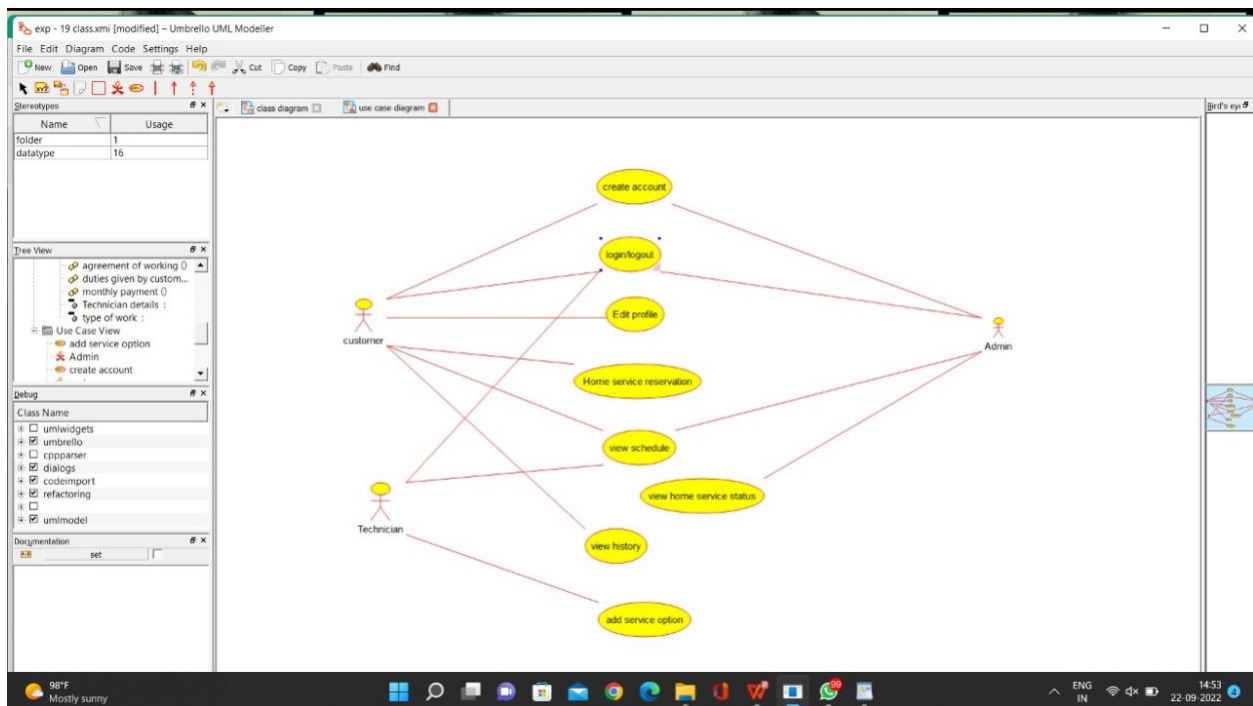 exp - 19 class.xmi [modified] – Umbrello UML Modeller
File Edit Diagram Code Settings Help
New Open Save Cut Copy Paste Find
Stereotypes
class diagram use case diagram
Bird's eye
Name Usage
folder 1
datatype 16
Tree View
agreement of working ()
duties given by custom...
monthly payment ()
Technician details :
type of work :
Use Case View
add service option
Admin
create account
Debug
Class Name
umlwidgets
umbrello
cppparser
dialogs
codeimport
refactoring
umlmodel
Documentation
set
create account
login/logout
Edit profile
customer
Admin
Home service reservation
view schedule
view home service status
Technician
view history
add service option
98°F
Mostly sunny
99
ENG
IN
14:53
22-09-2022
4